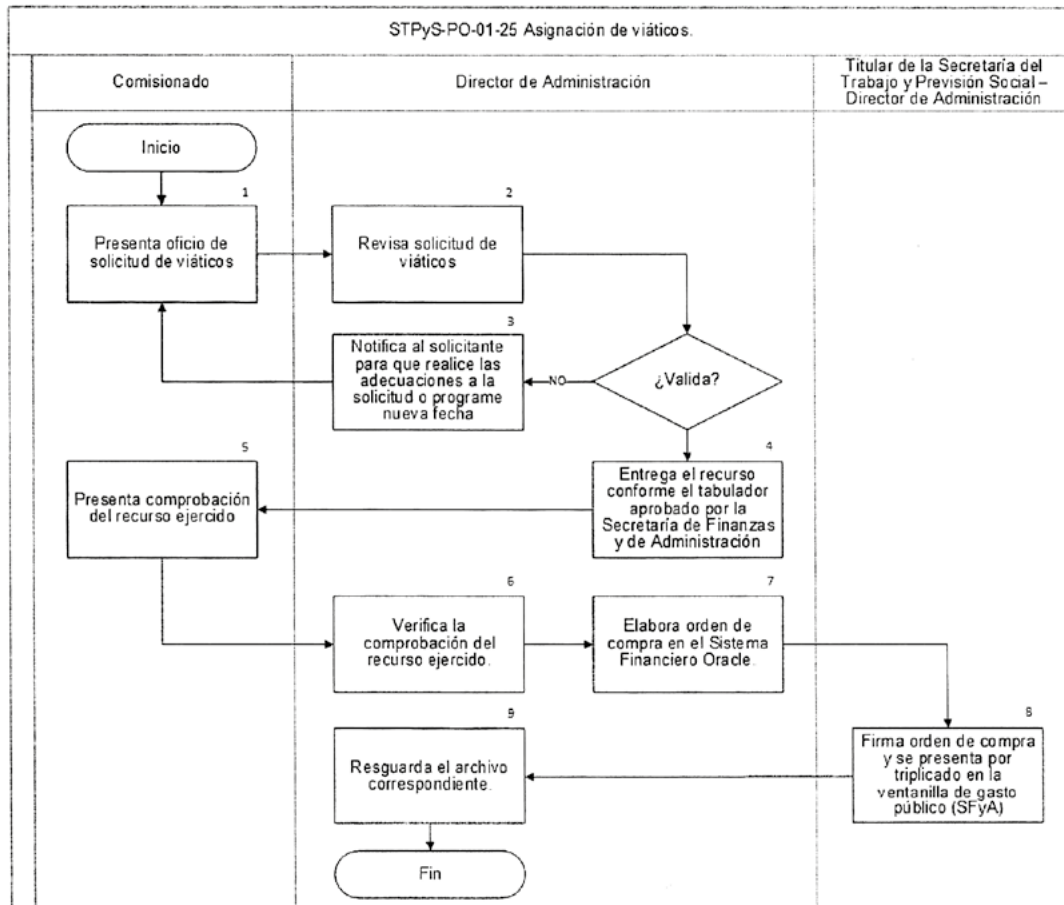 STPyS-PO-01-25 Asignación de viáticos.
Comisionado
Director de Administración
Titular de la Secretaría del
Trabajo y Previsión Social –
Director de Administración
Inicio
1
Presenta oficio de
solicitud de viáticos
2
Revisa solicitud de
viáticos
3
Notifica al solicitante
para que realice las
adecuaciones a la
solicitud o programe
nueva fecha
NO
¿Valida?
4
Entrega el recurso
conforme el tabulador
aprobado por la
Secretaría de Finanzas
y de Administración
5
Presenta comprobación
del recurso ejercido
6
Verifica la
comprobación del
recurso ejercido.
7
Elabora orden de
compra en el Sistema
Financiero Oracle.
8
Firma orden de compra
y se presenta por
triplicado en la
ventanilla de gasto
público (SFyA)
9
Resguarda el archivo
correspondiente.
Fin